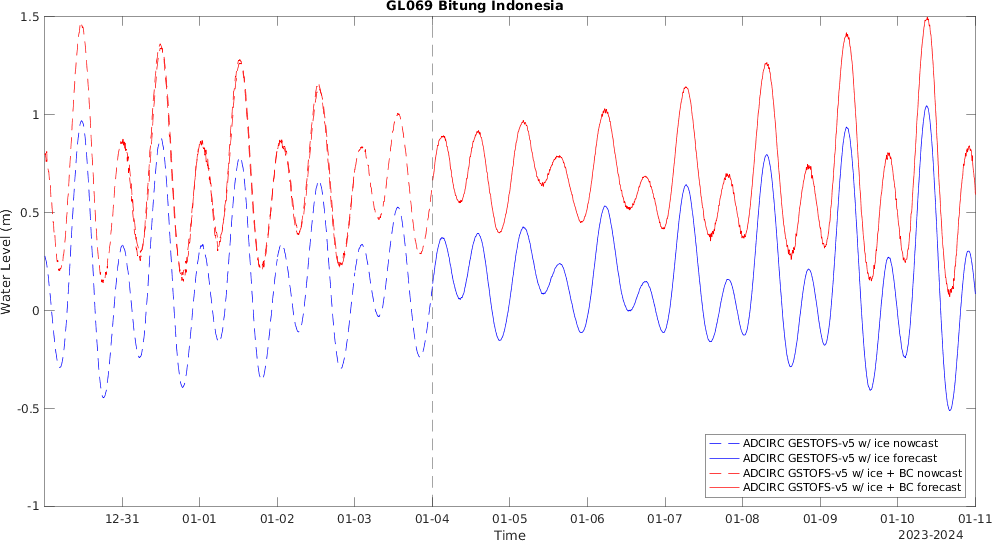 GL069 Bitung Indonesia
1.5
1
0.5
0
-0.5
-1
Water Level (m)
12-31
01-01
01-02
01-03
01-04
01-05
01-06
01-07
01-08
01-09
01-10
01-11
2023-2024
Time
ADCIRC GESTOFS-v5 w/ ice nowcast
ADCIRC GESTOFS-v5 w/ ice forecast
ADCIRC GSTOFS-v5 w/ ice + BC nowcast
ADCIRC GSTOFS-v5 w/ ice + BC forecast